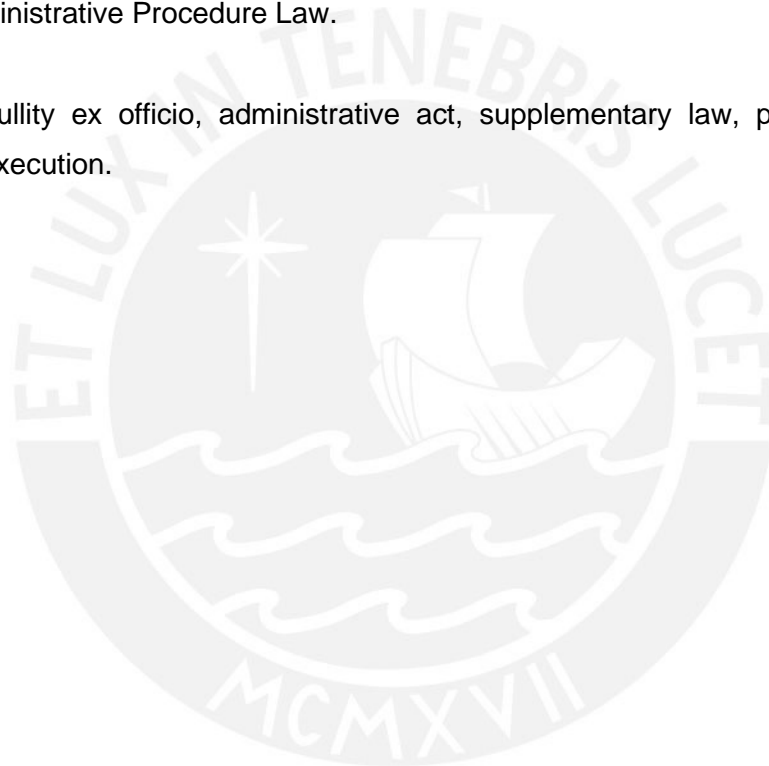 inistrative Procedure Law.
ullity ex officio, administrative act, supplementary law, p
xecution.
ET LUX IN TENEBRIS LUCET
MCMXVII